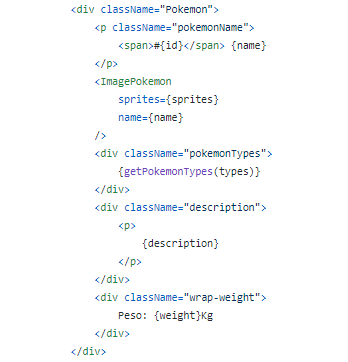 <div className="Pokemon">
<p className="pokemonName">
<span>#{id}</span> {name}
</p>
<ImagePokemon
sprites={sprites}
name={name}
/>
<div className="pokemonTypes">
{getPokemonTypes(types)}
</div>
<div className="description">
<p>
{description}
</p>
</div>
<div className="wrap-weight">
Peso: {weight}Kg
</div>
</div>